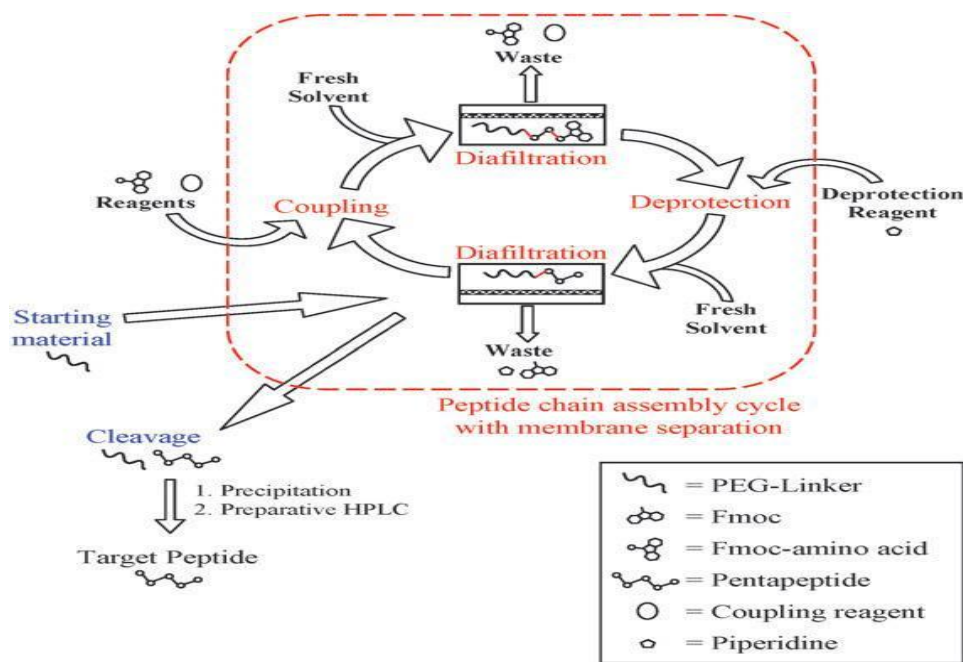 Waste
Fresh
Solvent
Diafiltration
Reagents
Coupling
Deprotection
Deprotection
Reagent
Diafiltration
Fresh
Solvent
Starting
material
Waste
Peptide chain assembly cycle
with membrane separation
Cleavage
1. Precipitation
2. Preparative HPLC
Target Peptide
= PEG-Linker
= Fmoc
= Fmoc-amino acid
= Pentapeptide
= Coupling reagent
= Piperidine